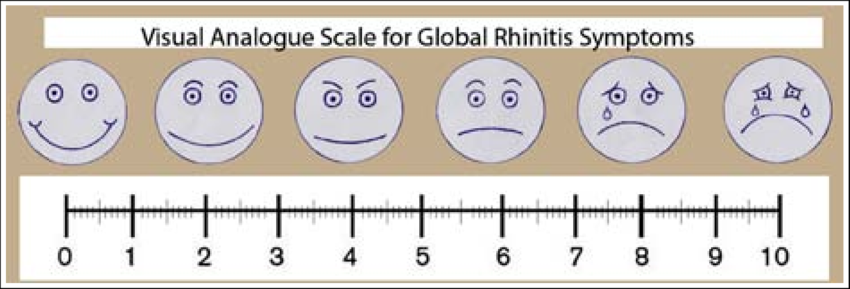 Visual Analogue Scale for Global Rhinitis Symptoms
0 1 2 3 4 5 6 7 8 9 10